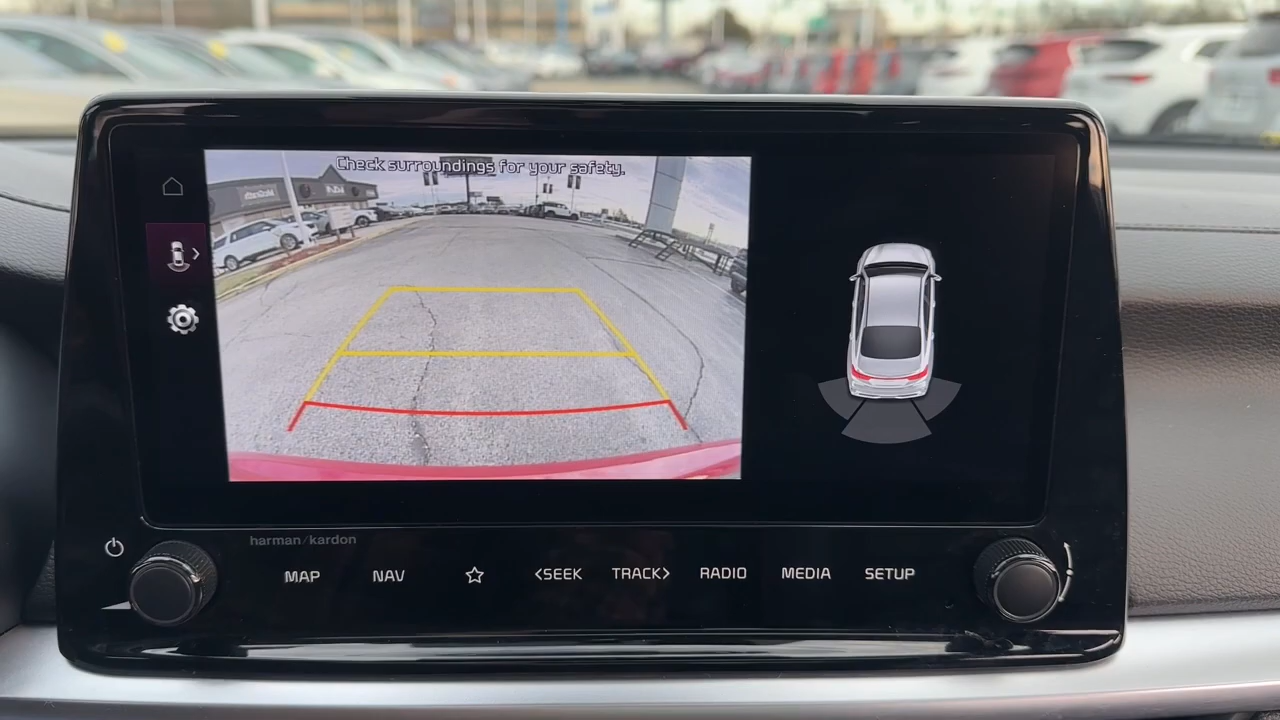 Check surroundings for your safety.
harman/kardon
MAP NAV <SEEK TRACK> RADIO MEDIA SETUP